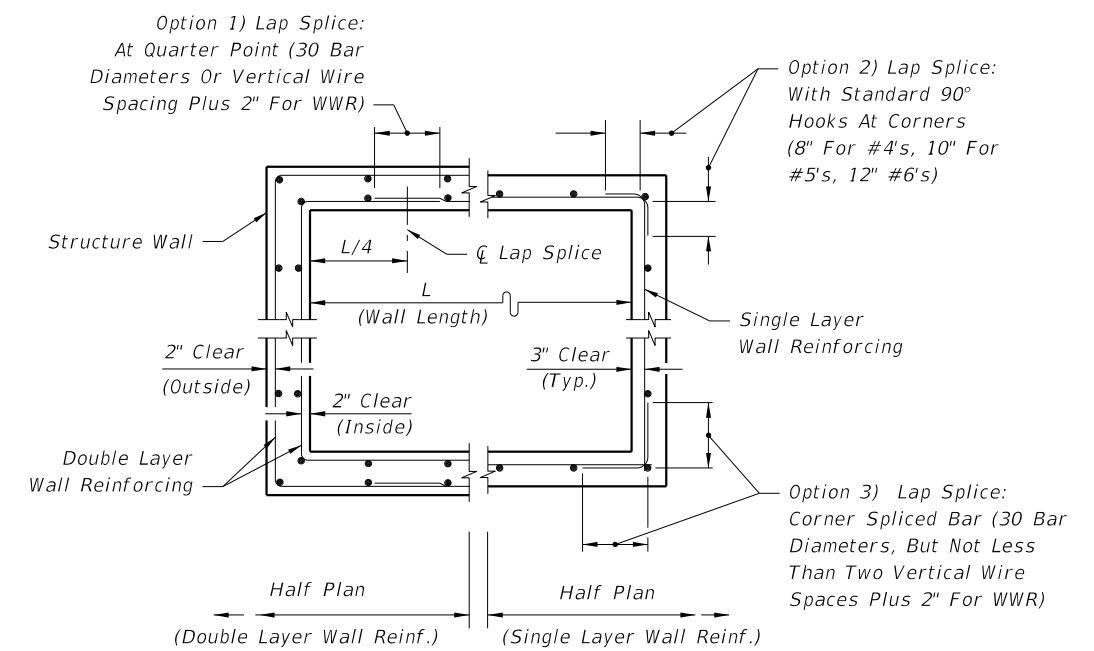 Option 1) Lap Splice:
At Quarter Point (30 Bar
Diameters Or Vertical Wire
Spacing Plus 2" For WWR)
Option 2) Lap Splice:
With Standard 90°
Hooks At Corners
(8" For #4's, 10" For
#5's, 12" #6's)
Structure Wall
L/4
℄ Lap Splice
L
(Wall Length)
Single Layer
Wall Reinforcing
2" Clear
(Outside)
3" Clear
(Typ.)
2" Clear
(Inside)
Double Layer
Wall Reinforcing
Option 3) Lap Splice:
Corner Spliced Bar (30 Bar
Diameters, But Not Less
Than Two Vertical Wire
Spaces Plus 2" For WWR)
Half Plan
(Double Layer Wall Reinf.)
Half Plan
(Single Layer Wall Reinf.)